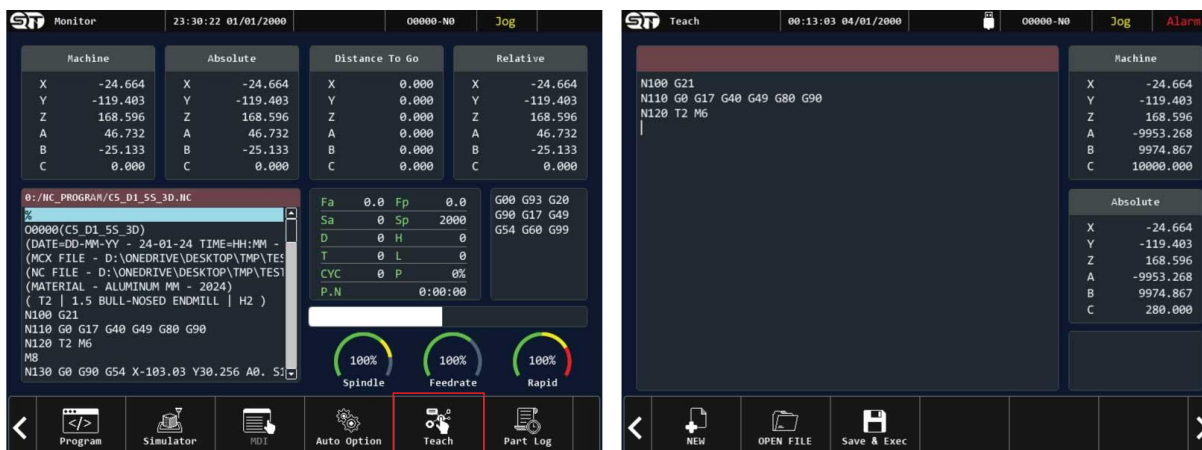 Monitor
23:30:22 01/01/2000
O0000-N0
Jog
Machine
X -24.664
Y -119.403
Z 168.596
A 46.732
B -25.133
C 0.000
Absolute
X -24.664
Y -119.403
Z 168.596
A 46.732
B -25.133
C 0.000
Distance To Go
X 0.000
Y 0.000
Z 0.000
A 0.000
B 0.000
C 0.000
Relative
X -24.664
Y -119.403
Z 168.596
A 46.732
B -25.133
C 0.000
0:/NC_PROGRAM/C5_D1_5S_3D.NC
%
O0000(C5_D1_5S_3D)
(DATE=DD-MM-YY - 24-01-24 TIME=HH:MM -
(MCX FILE - D:\ONEDRIVE\DESKTOP\TMP\TES
(NC FILE - D:\ONEDRIVE\DESKTOP\TMP\TEST
(MATERIAL - ALUMINUM MM - 2024)
( T2 | 1.5 BULL-NOSED ENDMILL | H2 )
N100 G21
N110 G0 G17 G40 G49 G80 G90
N120 T2 M6
M8
N130 G0 G90 G54 X-103.03 Y30.256 A0. S1
Fa 0.0 Fp 0.0
Sa 0 Sp 2000
D 0 H 0
T 0 L 0
CYC 0 P 0%
P.N 0:00:00
G00 G93 G20
G90 G17 G49
G54 G60 G99
100%
Spindle
100%
Feedrate
100%
Rapid
Program
Simulator
MDI
Auto Option
Teach
Part Log
Teach
00:13:03 04/01/2000
O0000-N0
Jog
Alarm
N100 G21
N110 G0 G17 G40 G49 G80 G90
N120 T2 M6
Machine
X -24.664
Y -119.403
Z 168.596
A -9953.268
B 9974.867
C 10000.000
Absolute
X -24.664
Y -119.403
Z 168.596
A -9953.268
B 9974.867
C 280.000
NEW
OPEN FILE
Save & Exec